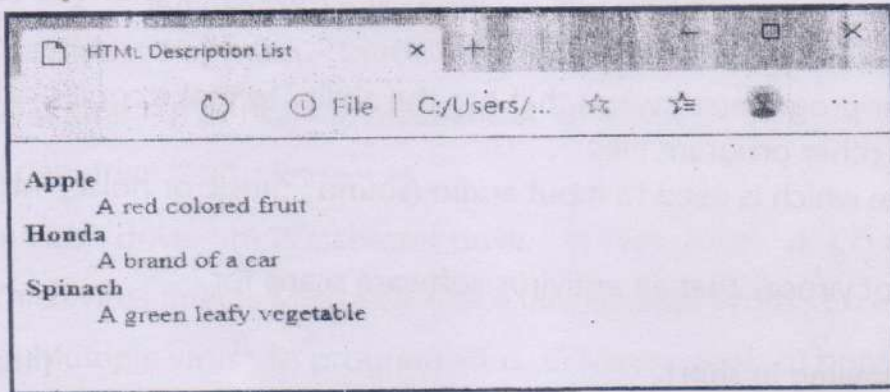 HTML Description List
File | C:/Users/...
Apple
A red colored fruit
Honda
A brand of a car
Spinach
A green leafy vegetable